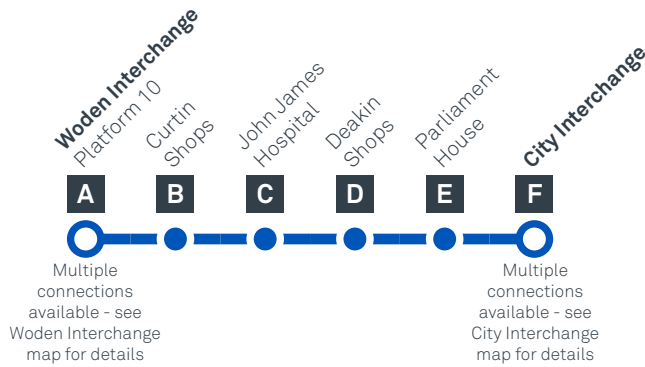 Woden Interchange
Platform 10
Curtin
Shops
John James
Hospital
Deakin
Shops
Parliament
House
City Interchange
A
B
C
D
E
F
Multiple
connections
available - see
Woden Interchange
map for details
Multiple
connections
available - see
City Interchange
map for details